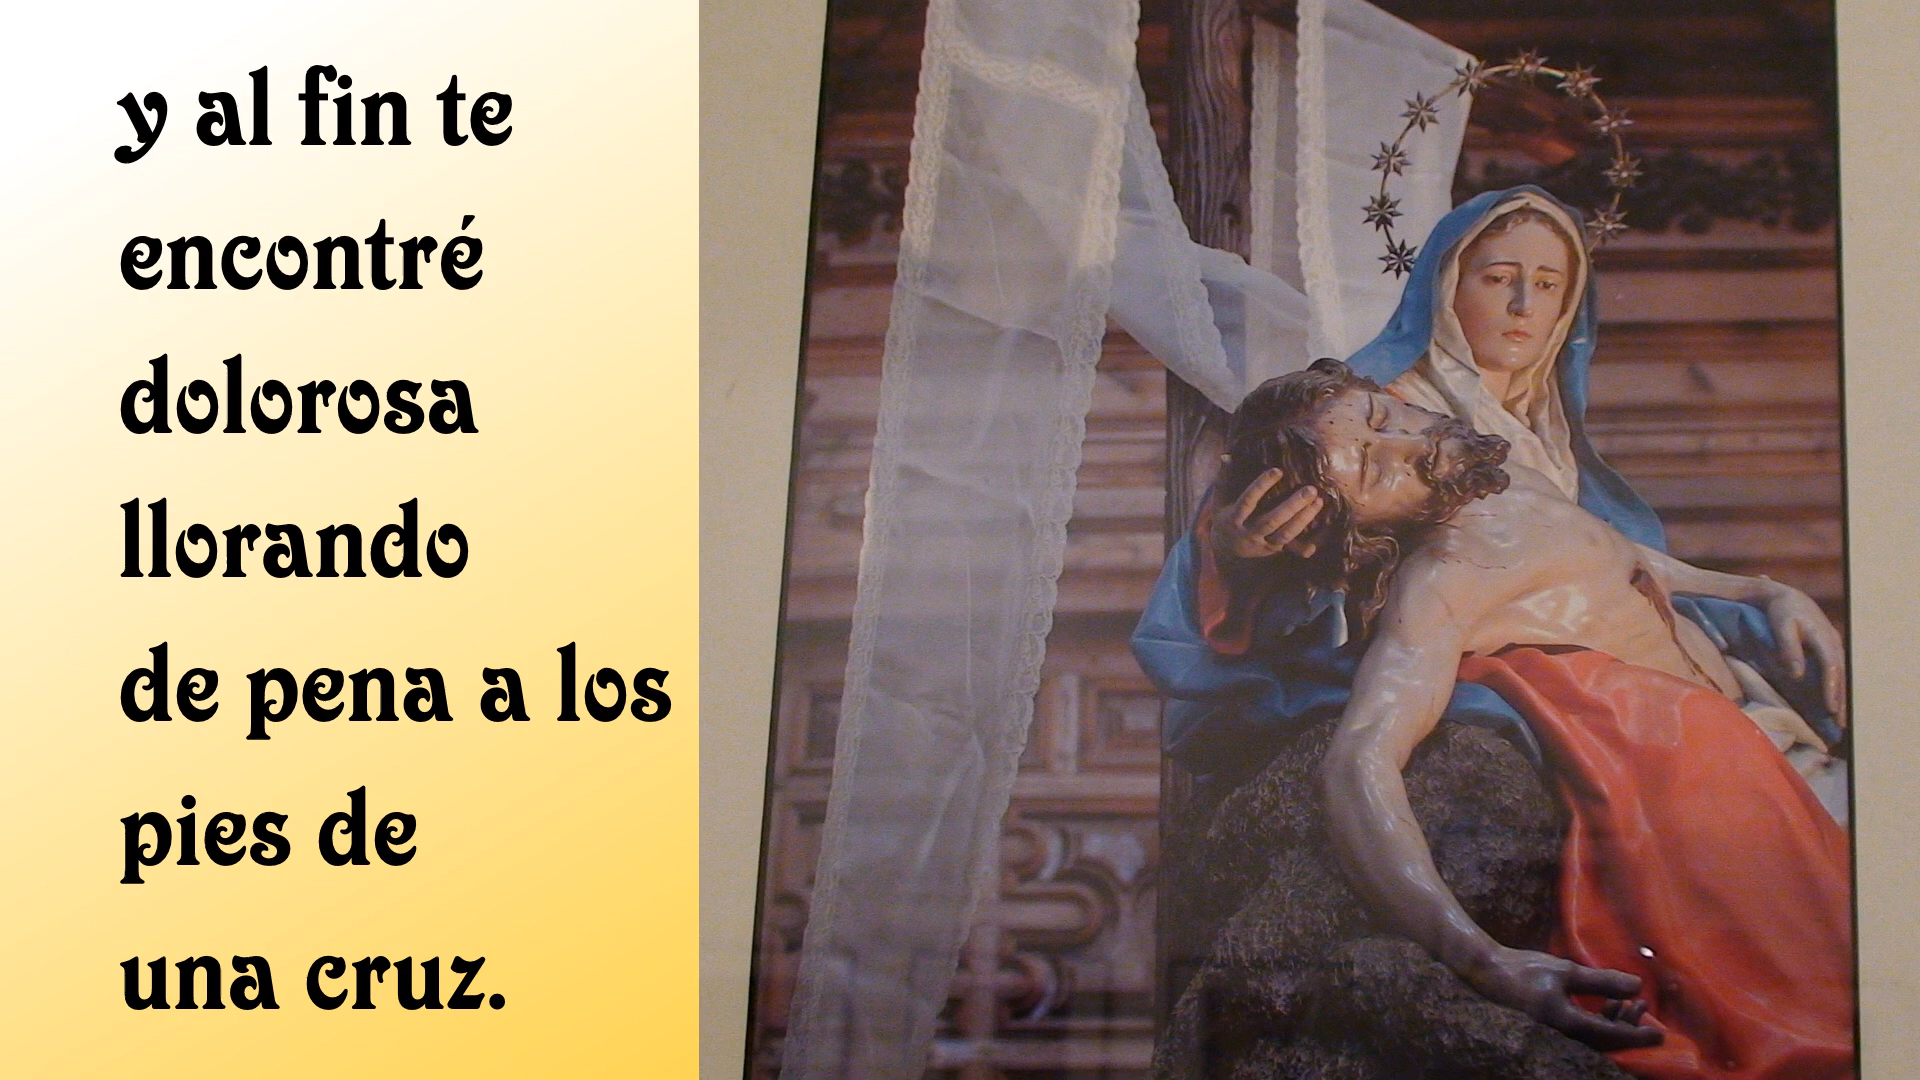 y al fin te
encontré
dolorosa
llorando
de pena a los
pies de
una cruz.